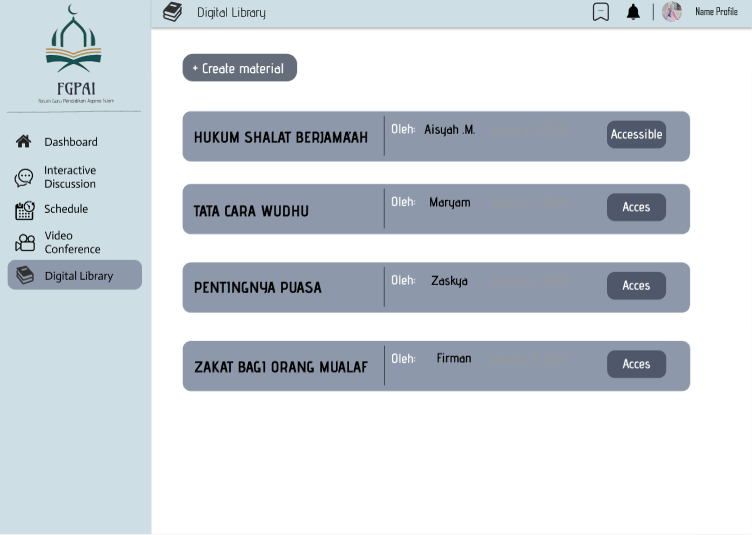 FGPAI
Forum Guru Pendidikan Agama Islam
Dashboard
Interactive
Discussion
Schedule
Video
Conference
Digital Library
Digital Library
Name Profile
+ Create material
HUKUM SHALAT BERJAMA'AH
Oleh: Aisyah .M.
Accessible
TATA CARA WUDHU
Oleh: Maryam
Acces
PENTINGNYA PUASA
Oleh: Zaskya
Acces
ZAKAT BAGI ORANG MUALAF
Oleh: Firman
Acces